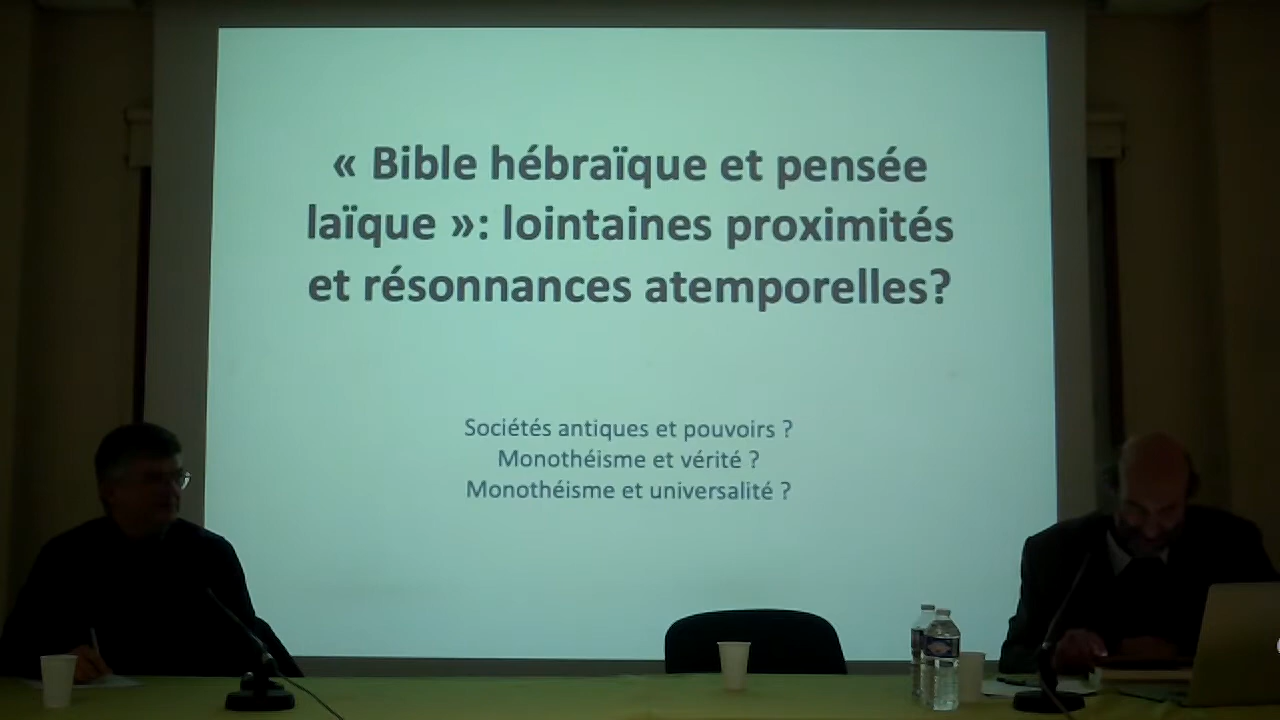 « Bible hébraïque et pensée
laïque »: lointaines proximités
et résonnances atemporelles?
Sociétés antiques et pouvoirs ?
Monothéisme et vérité ?
Monothéisme et universalité ?